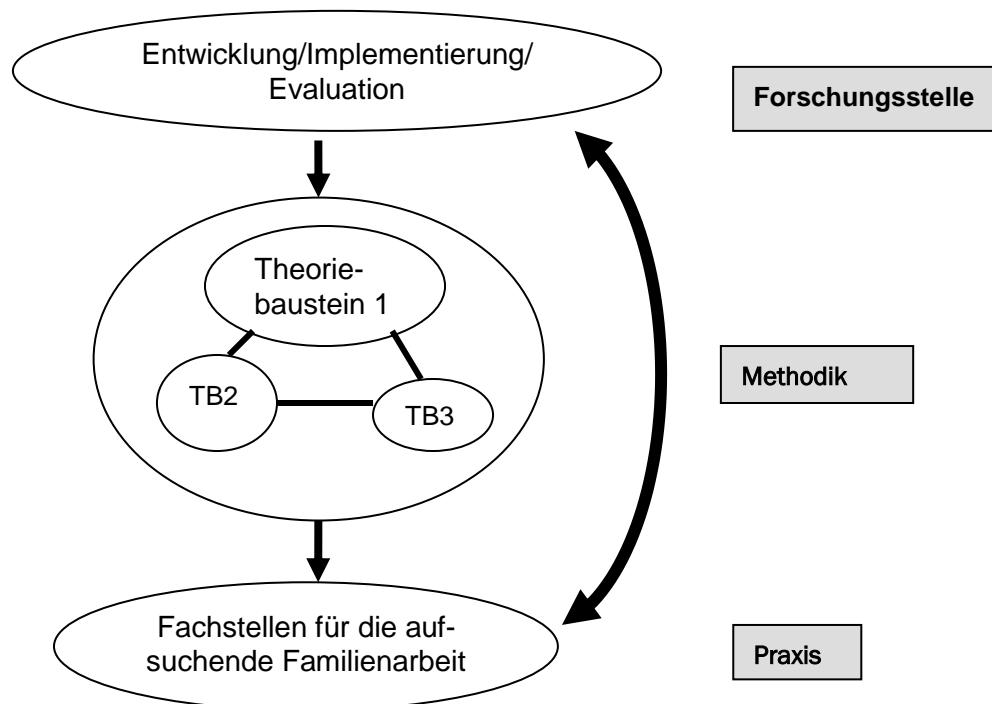 Entwicklung/Implementierung/
Evaluation
Forschungsstelle
Theorie-
baustein 1
TB2
TB3
Methodik
Fachstellen für die auf-
suchende Familienarbeit
Praxis